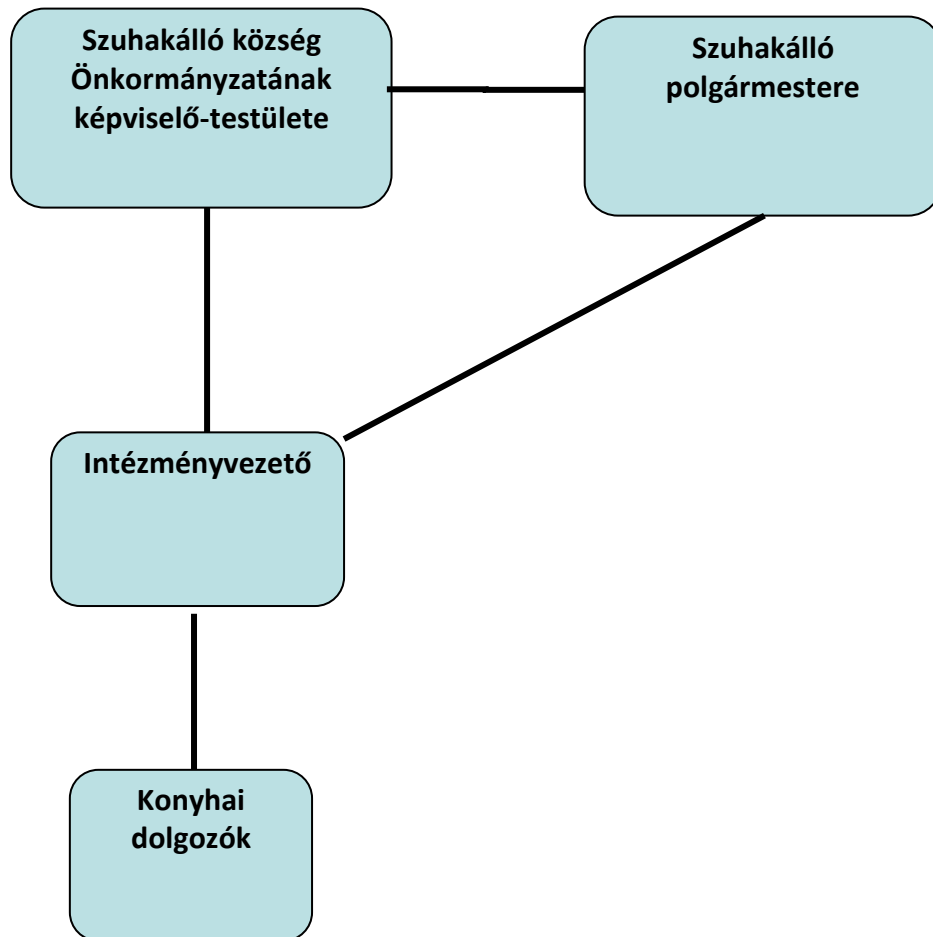 Szuhakálló község
Önkormányzatának
képviselő-testülete
Szuhakálló
polgármestere
Intézményvezető
Konyhai
dolgozók